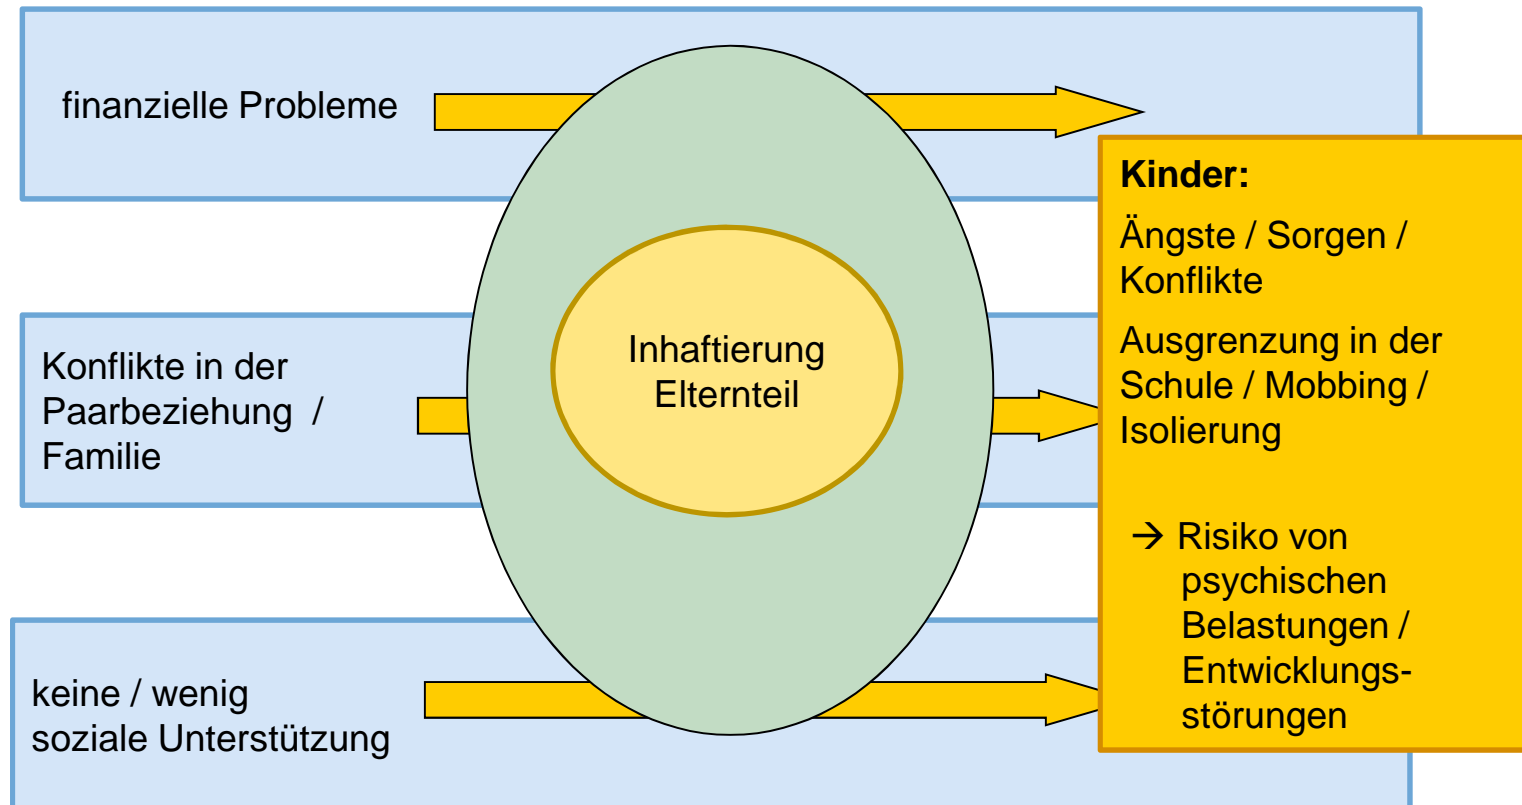 finanzielle Probleme
Konflikte in der
Paarbeziehung /
Familie
keine / wenig
soziale Unterstützung
Inhaftierung
Elternteil
Kinder:
Ängste / Sorgen /
Konflikte
Ausgrenzung in der
Schule / Mobbing /
Isolierung
→ Risiko von
psychischen
Belastungen /
Entwicklungs-
störungen